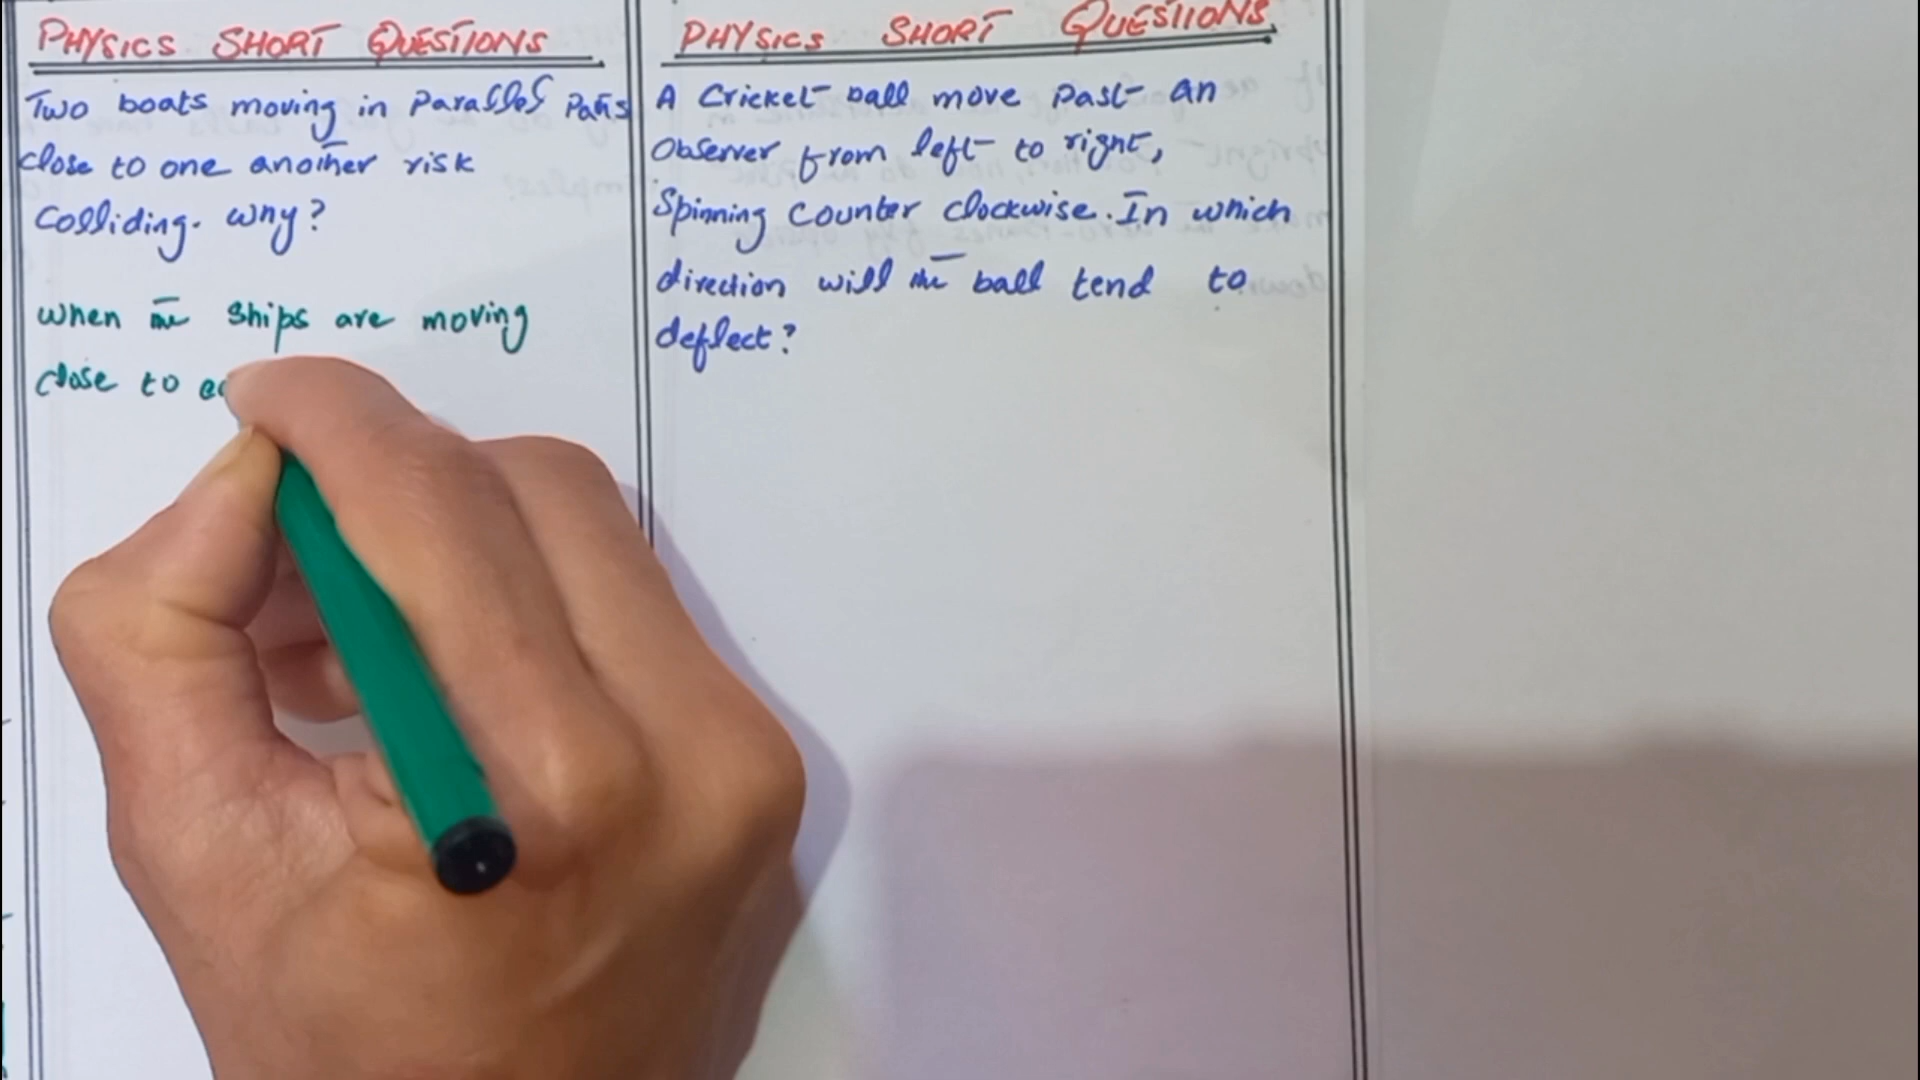 PHYSICS SHORT QUESTIONS
Two boats moving in Parallel Paths
close to one another risk
Colliding. Why?
when the ships are moving
close to
PHYSICS SHORT QUESTIONS
A Cricket ball move past an
Observer from left to right,
Spinning Counter clockwise. In which
direction will the ball tend to
deflect?